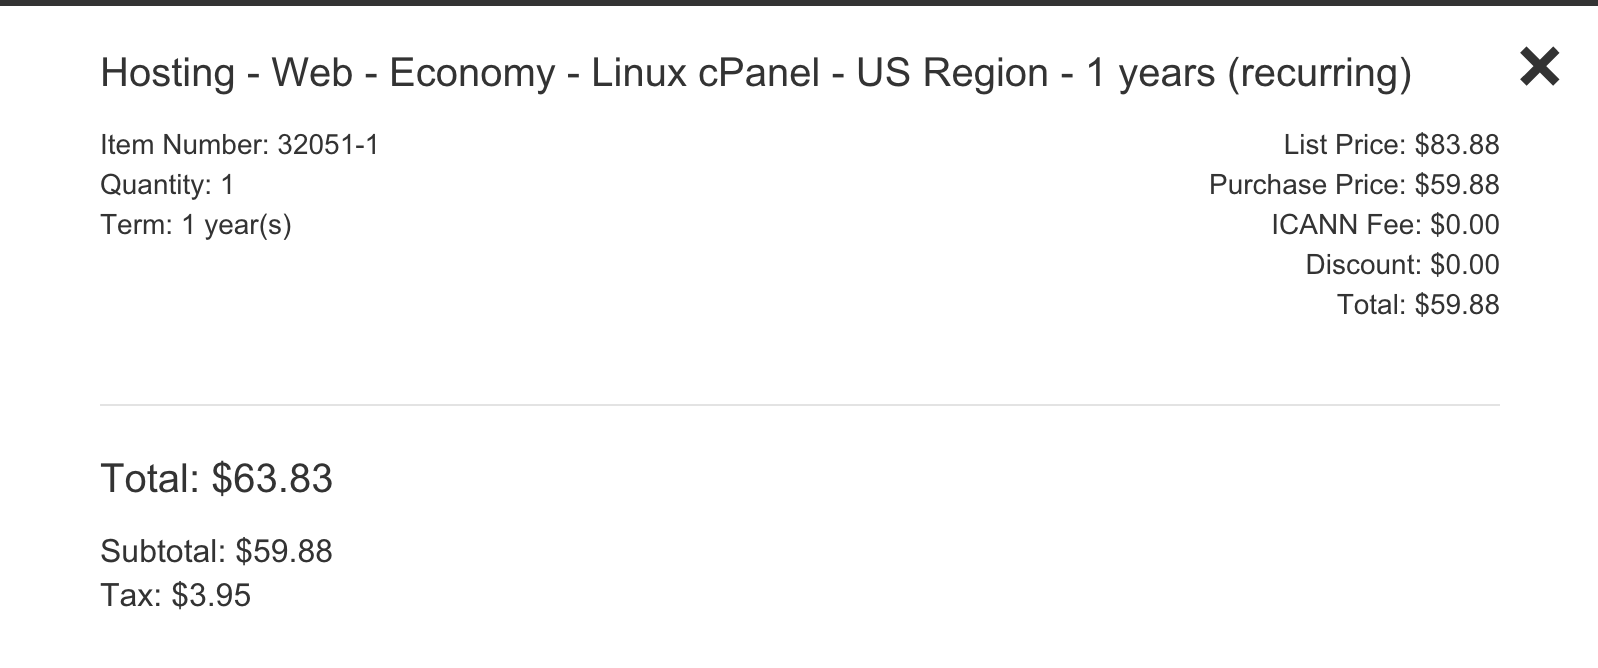 Hosting - Web - Economy - Linux cPanel - US Region - 1 years (recurring)
Item Number: 32051-1
Quantity: 1
Term: 1 year(s)
List Price: $83.88
Purchase Price: $59.88
ICANN Fee: $0.00
Discount: $0.00
Total: $59.88
Total: $63.83
Subtotal: $59.88
Tax: $3.95